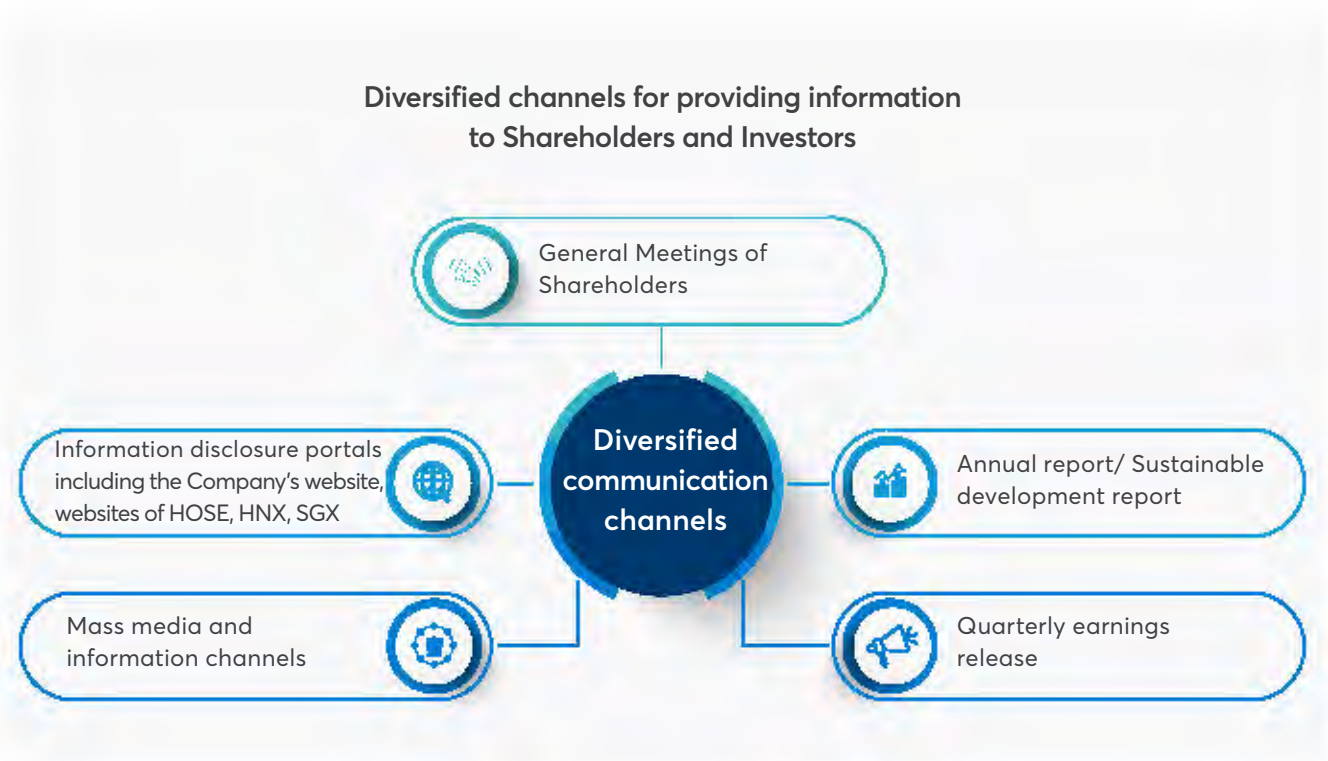 Diversified channels for providing information
to Shareholders and Investors
General Meetings of
Shareholders
Diversified
communication
channels
Information disclosure portals
including the Company's website,
websites of HOSE, HNX, SGX
Annual report/ Sustainable
development report
Mass media and
information channels
Quarterly earnings
release